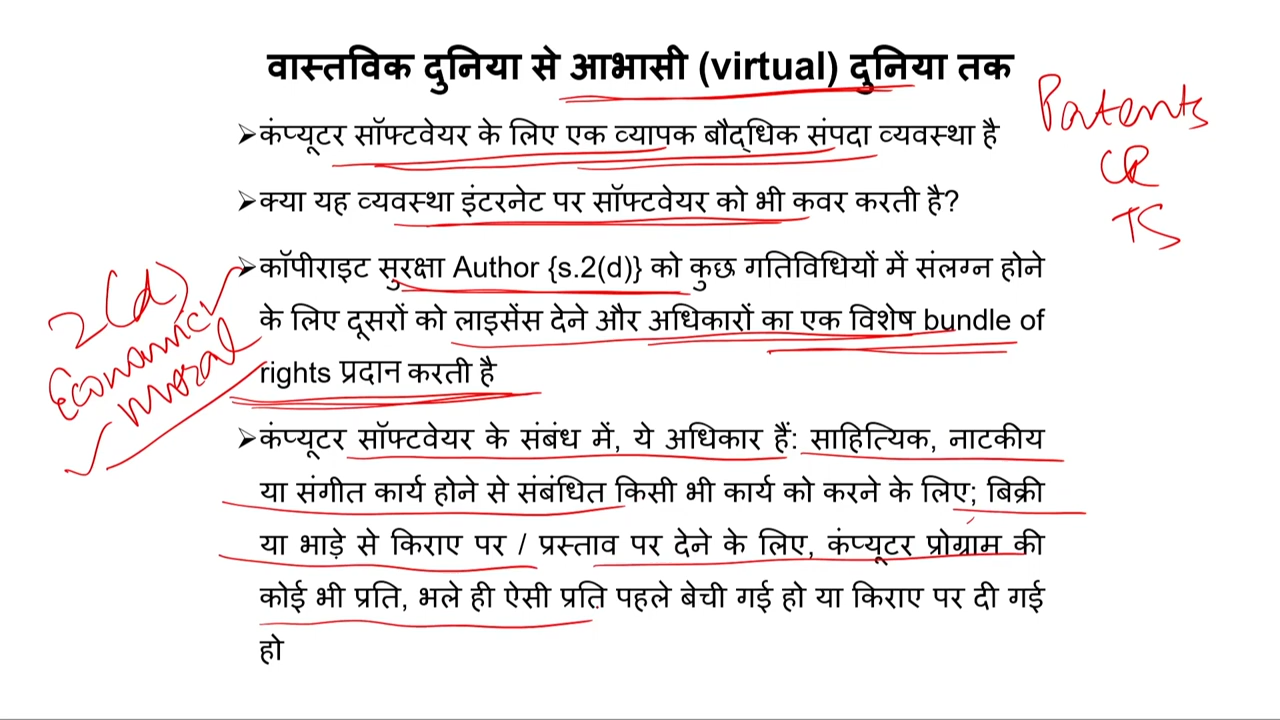 वास्तविक दुनिया से आभासी (virtual) दुनिया तक
➢कंप्यूटर सॉफ्टवेयर के लिए एक व्यापक बौद्धिक संपदा व्यवस्था है
➢क्या यह व्यवस्था इंटरनेट पर सॉफ्टवेयर को भी कवर करती है?
➢कॉपीराइट सुरक्षा Author {s.2(d)} को कुछ गतिविधियों में संलग्न होने
के लिए दूसरों को लाइसेंस देने और अधिकारों का एक विशेष bundle of
rights प्रदान करती है
➢कंप्यूटर सॉफ्टवेयर के संबंध में, ये अधिकार हैं: साहित्यिक, नाटकीय
या संगीत कार्य होने से संबंधित किसी भी कार्य को करने के लिए; बिक्री
या भाड़े से किराए पर / प्रस्ताव पर देने के लिए, कंप्यूटर प्रोग्राम की
कोई भी प्रति, भले ही ऐसी प्रति पहले बेची गई हो या किराए पर दी गई
हो
Patents
CR
TS
2(d)
Economic
moral